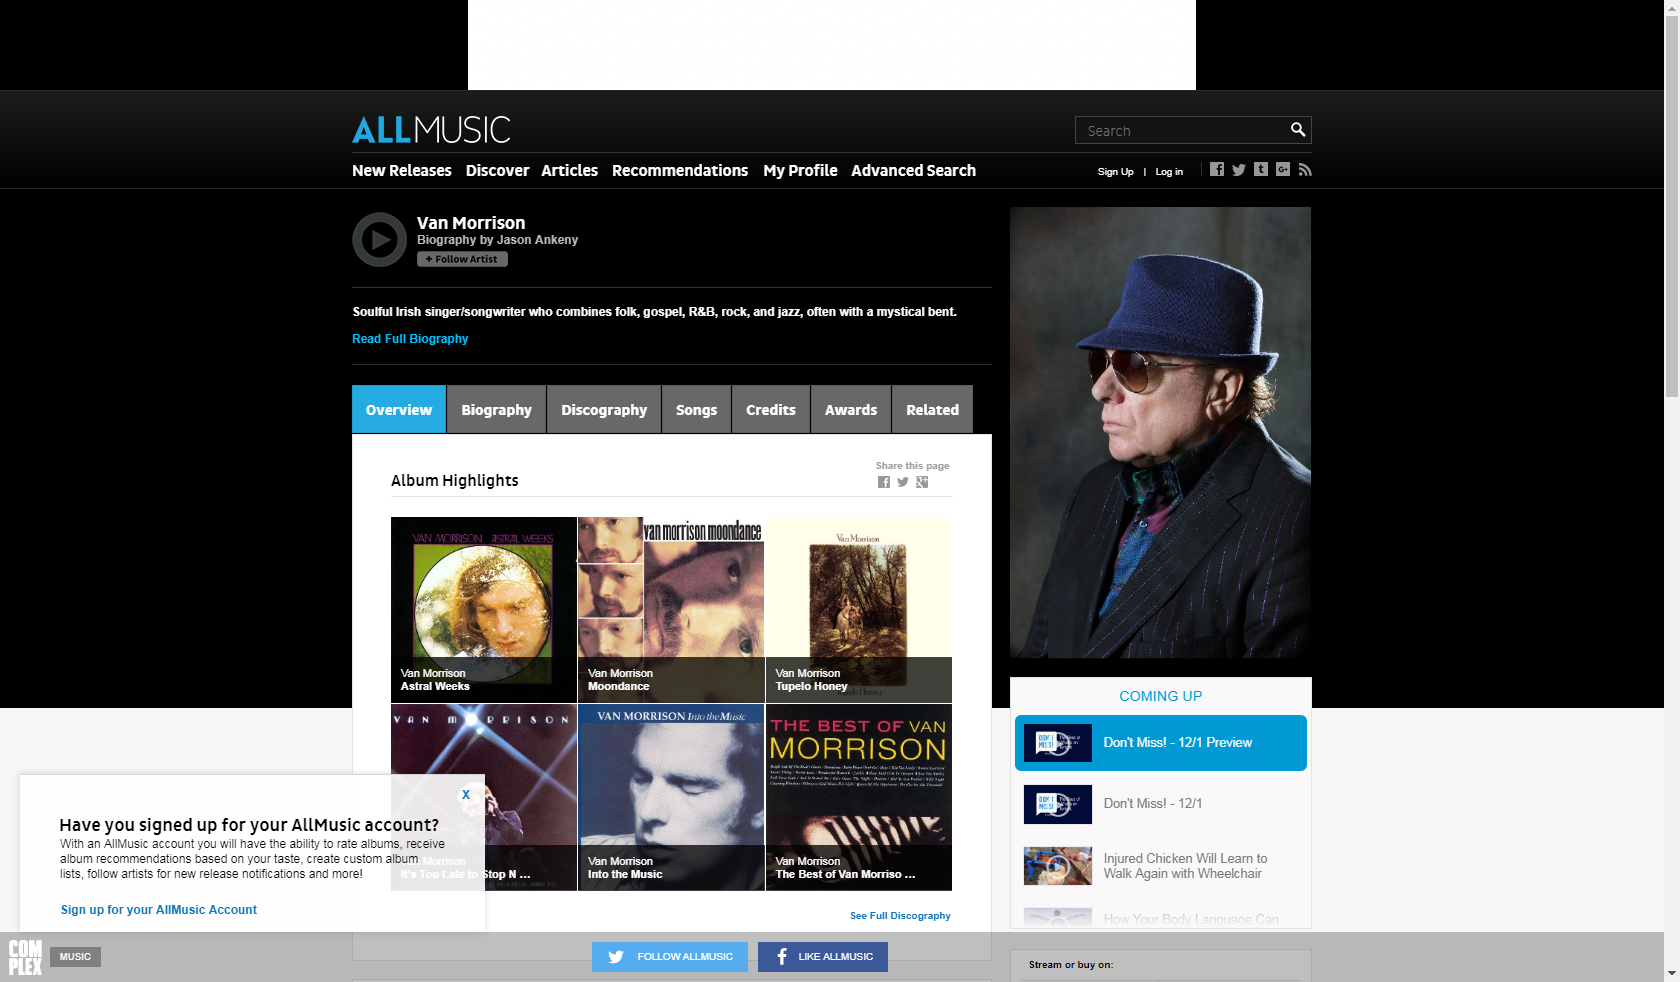 ALLMUSIC
Search
New Releases Discover Articles Recommendations My Profile Advanced Search
Sign Up | Log in
Van Morrison
Biography by Jason Ankeny
+ Follow Artist
Soulful Irish singer/songwriter who combines folk, gospel, R&B, rock, and jazz, often with a mystical bent.
Read Full Biography
Overview Biography Discography Songs Credits Awards Related
Share this page
Album Highlights
VAN MORRISON ASTRAL WEEKS
van morrison moondance
Van Morrison
Tupelo Honey
Van Morrison
Astral Weeks
Van Morrison
Moondance
Van Morrison
Tupelo Honey
VAN MORRISON
VAN MORRISON Into the Music
THE BEST OF VAN
MORRISON
Morrison
It's Too Late to Stop N ...
Van Morrison
Into the Music
Van Morrison
The Best of Van Morriso ...
See Full Discography
COMING UP
DON'T
MISS!
Don't Miss! - 12/1 Preview
DON'T
MISS!
Don't Miss! - 12/1
Injured Chicken Will Learn to
Walk Again with Wheelchair
How Your Body Language Can
Stream or buy on:
X
Have you signed up for your AllMusic account?
With an AllMusic account you will have the ability to rate albums, receive
album recommendations based on your taste, create custom album
lists, follow artists for new release notifications and more!
Sign up for your AllMusic Account
COM
PLEX
MUSIC
FOLLOW ALLMUSIC
LIKE ALLMUSIC